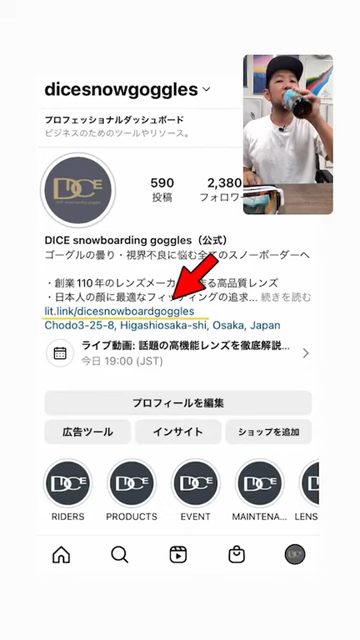 dicesnowgoggles
プロフェッショナルダッシュボード
ビジネスのためのツールやリソース。
DICE
590
2,380
投稿
フォロワー
DICE snowboarding goggles（公式）
ゴーグルの曇り・視界不良に悩む全てのスノーボーダーへ
・創業110年のレンズメーカ
る高品質レンズ
・日本人の顔に最適なフィッティングの追求... 続きを読む
lit.link/dicesnowboardgoggles
Chodo3-25-8, Higashiosaka-shi, Osaka, Japan
ライブ動画: 話題の高機能レンズを徹底解説...
今日 19:00 (JST)
プロフィールを編集
広告ツール
インサイト
ショップを追加
DICE
DICE
DICE
DICE
RIDERS
PRODUCTS
EVENT
MAINTENA...
LENS